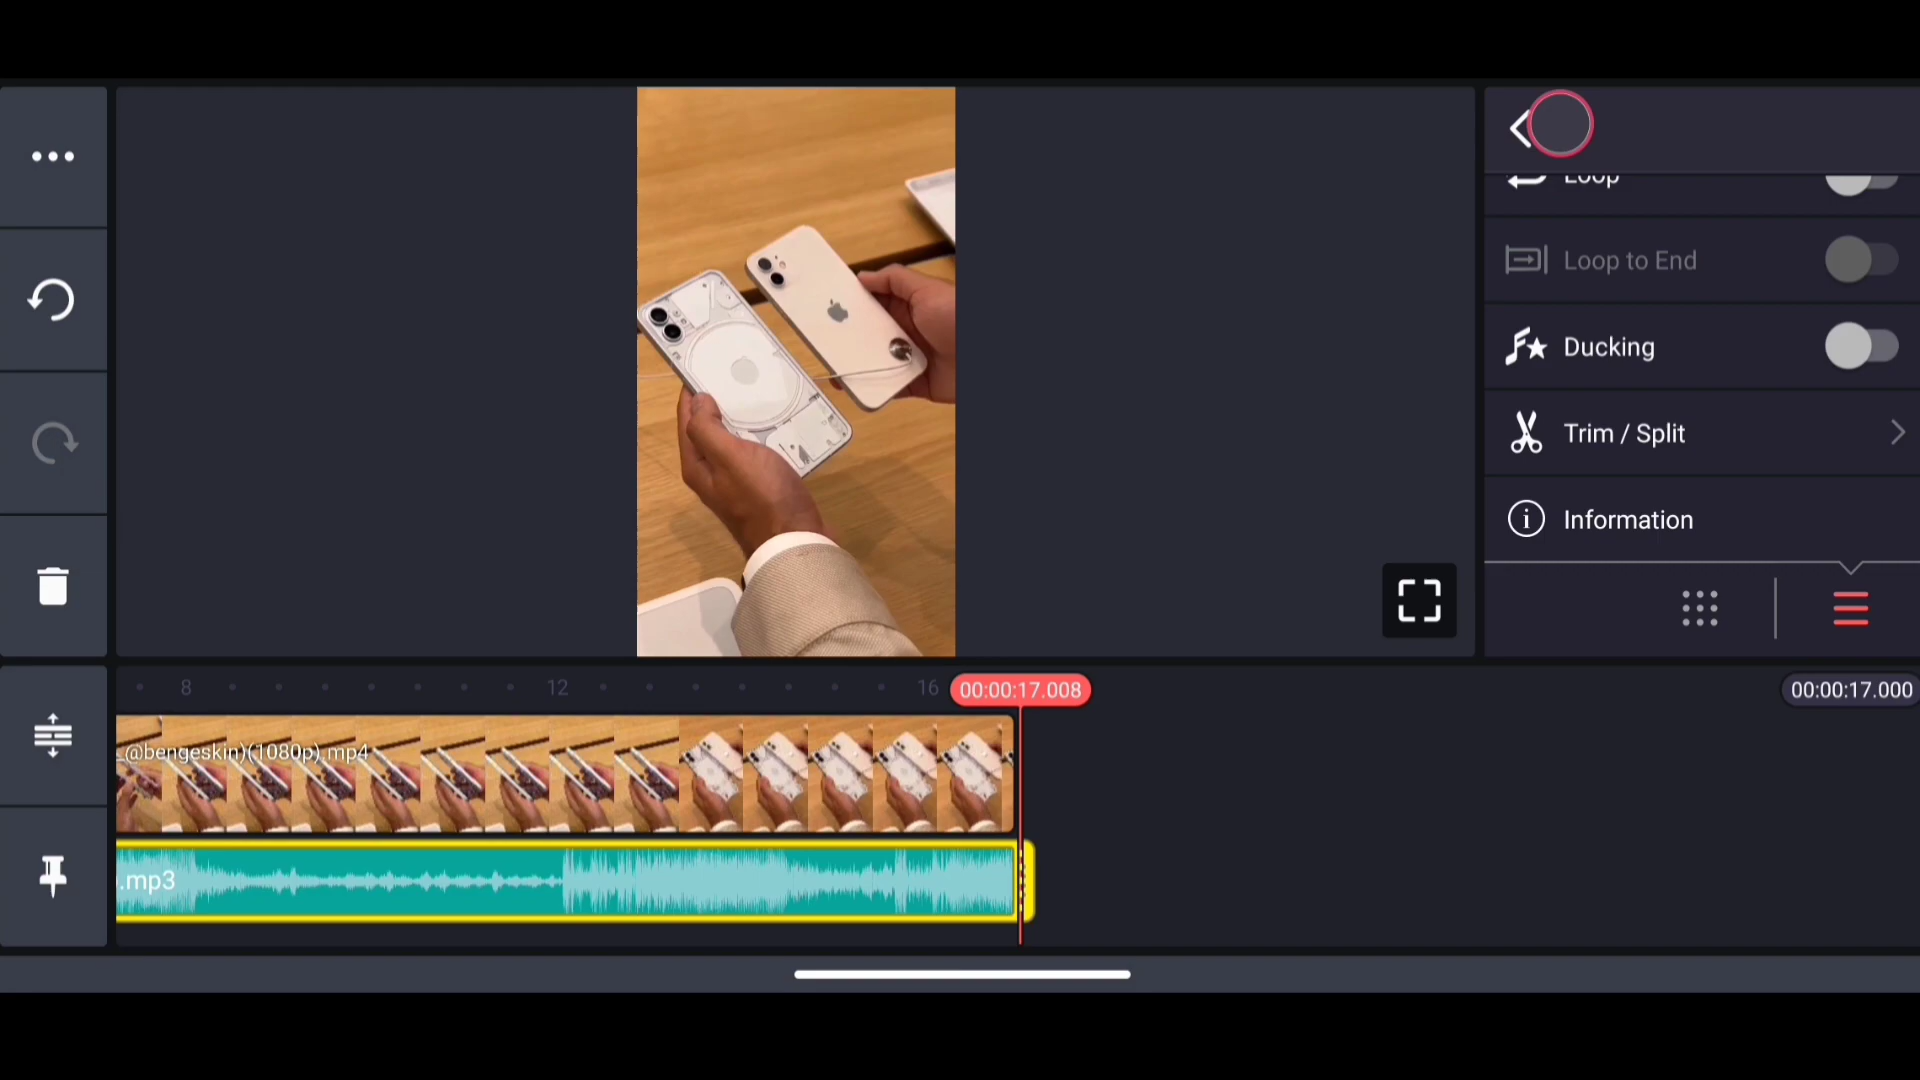 Loop
Loop to End
Ducking
Trim / Split
Information
8
12
16
00:00:17.008
00:00:17.000
@bengeskin)(1080p).mp4
.mp3